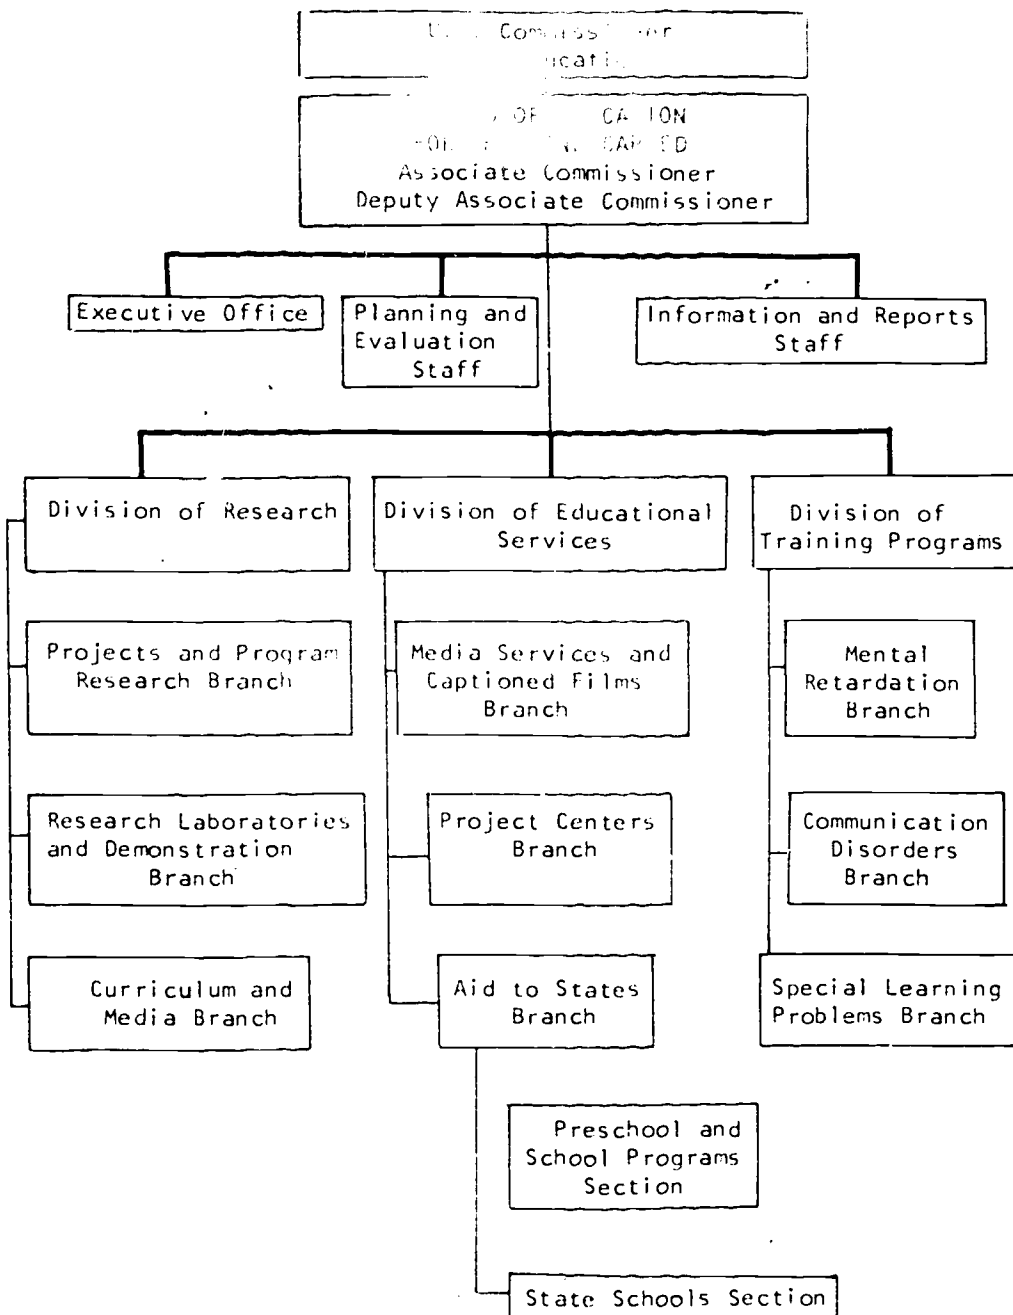 Commissioner
Associate Commissioner
Deputy Associate Commissioner
Executive Office
Planning and
Evaluation
Staff
Information and Reports
Staff
Division of Research
Division of Educational
Services
Division of
Training Programs
Projects and Program
Research Branch
Media Services and
Captioned Films
Branch
Mental
Retardation
Branch
Research Laboratories
and Demonstration
Branch
Project Centers
Branch
Communication
Disorders
Branch
Curriculum and
Media Branch
Aid to States
Branch
Special Learning
Problems Branch
Preschool and
School Programs
Section
State Schools Section